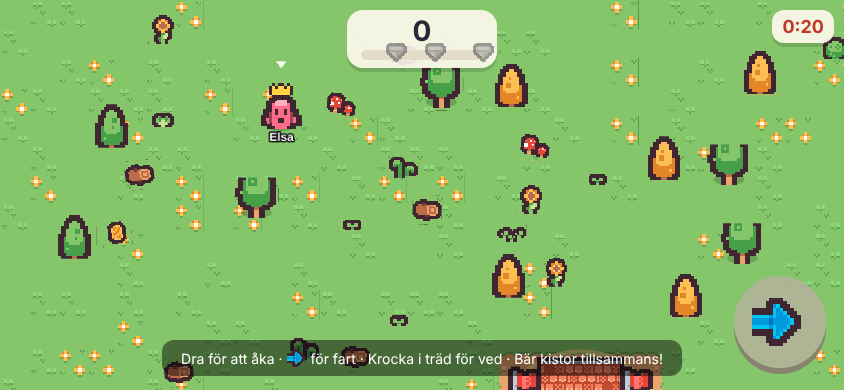 0
0:20
Elsa
Dra för att åka · för fart · Krocka i träd för ved · Bär kistor tillsammans!